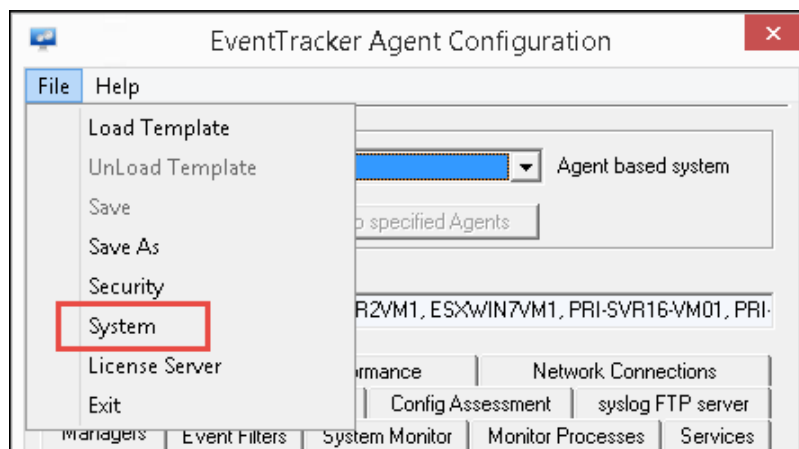 EventTracker Agent Configuration
File Help
Load Template
UnLoad Template
Agent based system
Save
specified Agents
Save As
Security
System
R2VM1, ESXWIN7VM1, PRI-SVR16-VM01, PRI-
License Server
Network Connections
Exit
Config Assessment
syslog FTP server
Managers Event Filters System Monitor Monitor Processes Services